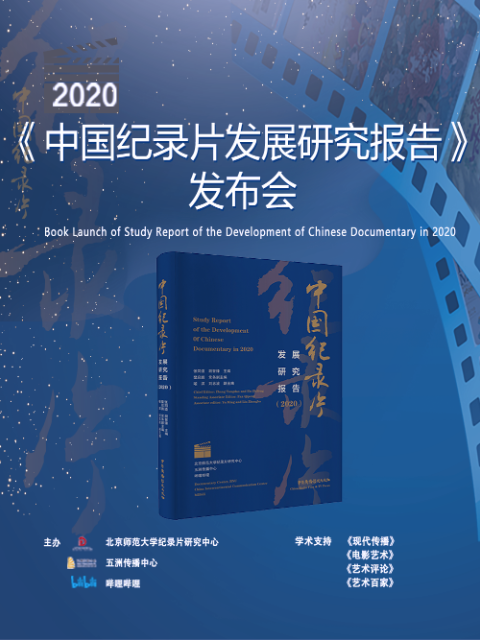 2020
《中国纪录片发展研究报告》
发布会
Book Launch of Study Report of the Development of Chinese Documentary in 2020
中国纪录片
Study Report
of the Development
Of Chinese
Documentary in 2020
发展
研究
报告
(2020)
主办
北京师范大学纪录片研究中心
五洲传播中心
bilibili
哔哩哔哩
学术支持
《现代传播》
《电影艺术》
《艺术评论》
《艺术百家》